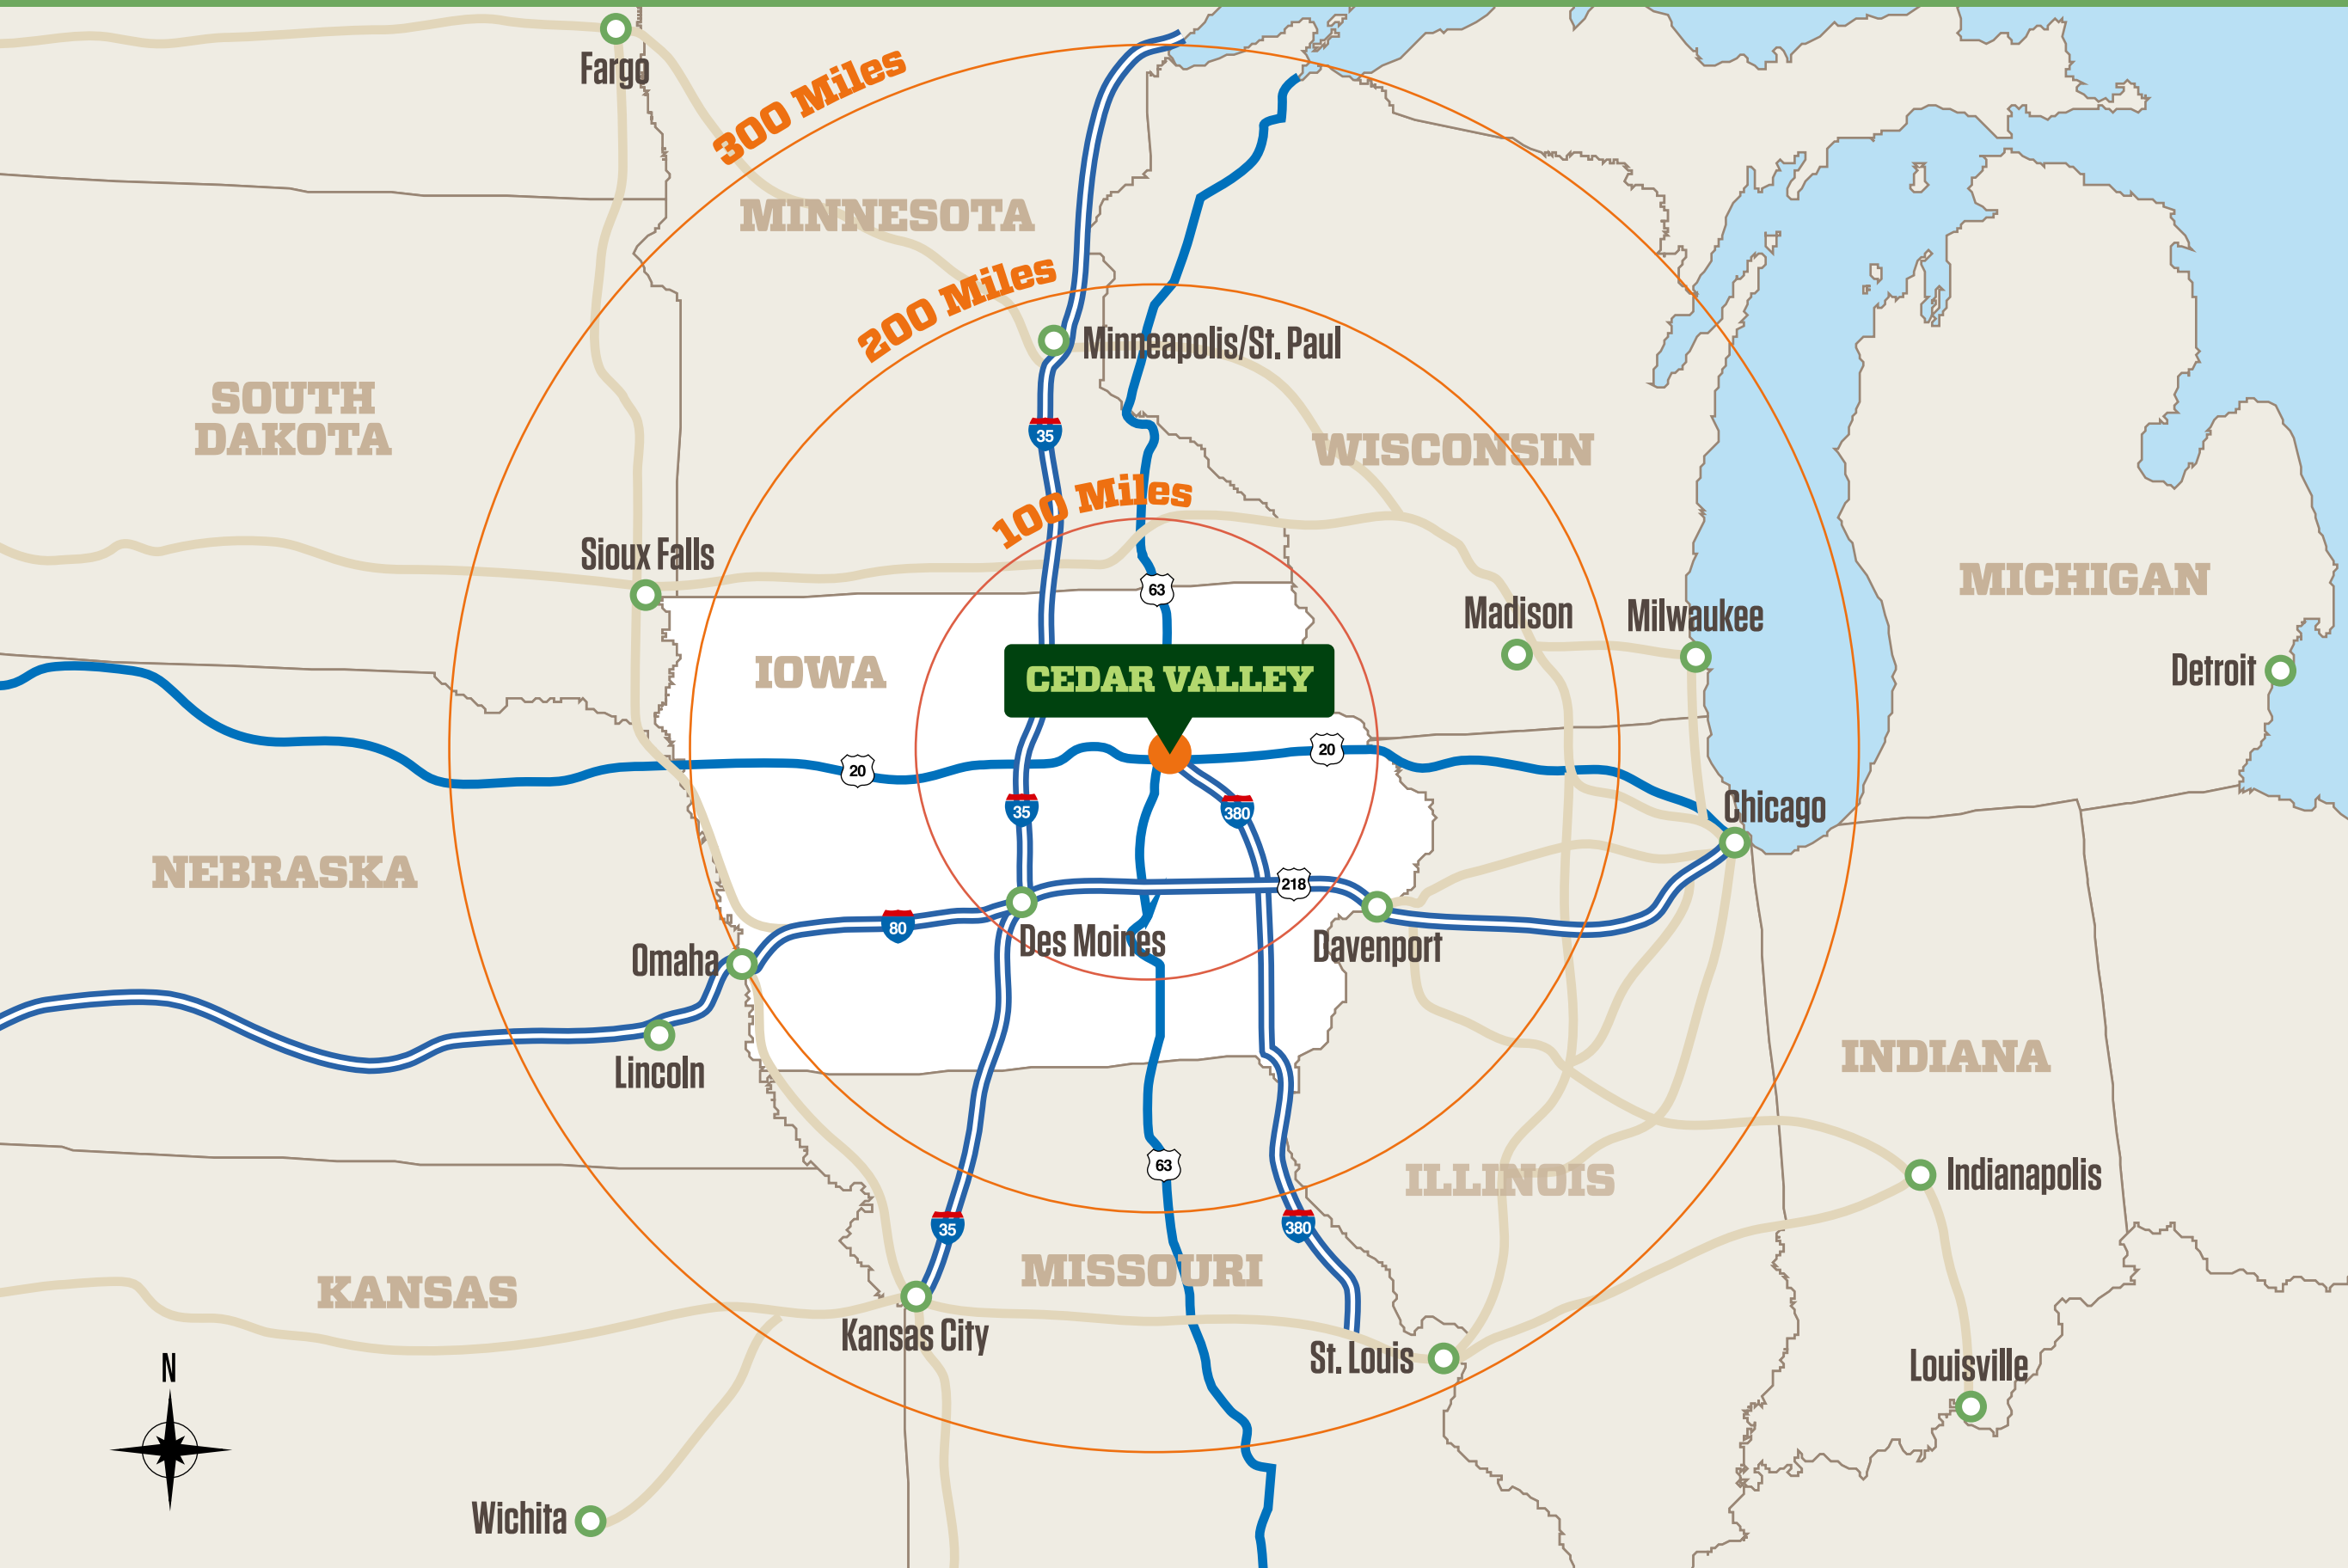 Fargo
300 Miles
MINNESOTA
200 Miles
Minneapolis/St. Paul
SOUTH
DAKOTA
35
WISCONSIN
100 Miles
Sioux Falls
63
MICHIGAN
Madison
Milwaukee
IOWA
CEDAR VALLEY
Detroit
20
20
35
380
Chicago
NEBRASKA
218
80
Des Moines
Davenport
Omaha
Lincoln
INDIANA
63
ILLINOIS
Indianapolis
35
380
MISSOURI
KANSAS
Kansas City
St. Louis
Louisville
N
Wichita